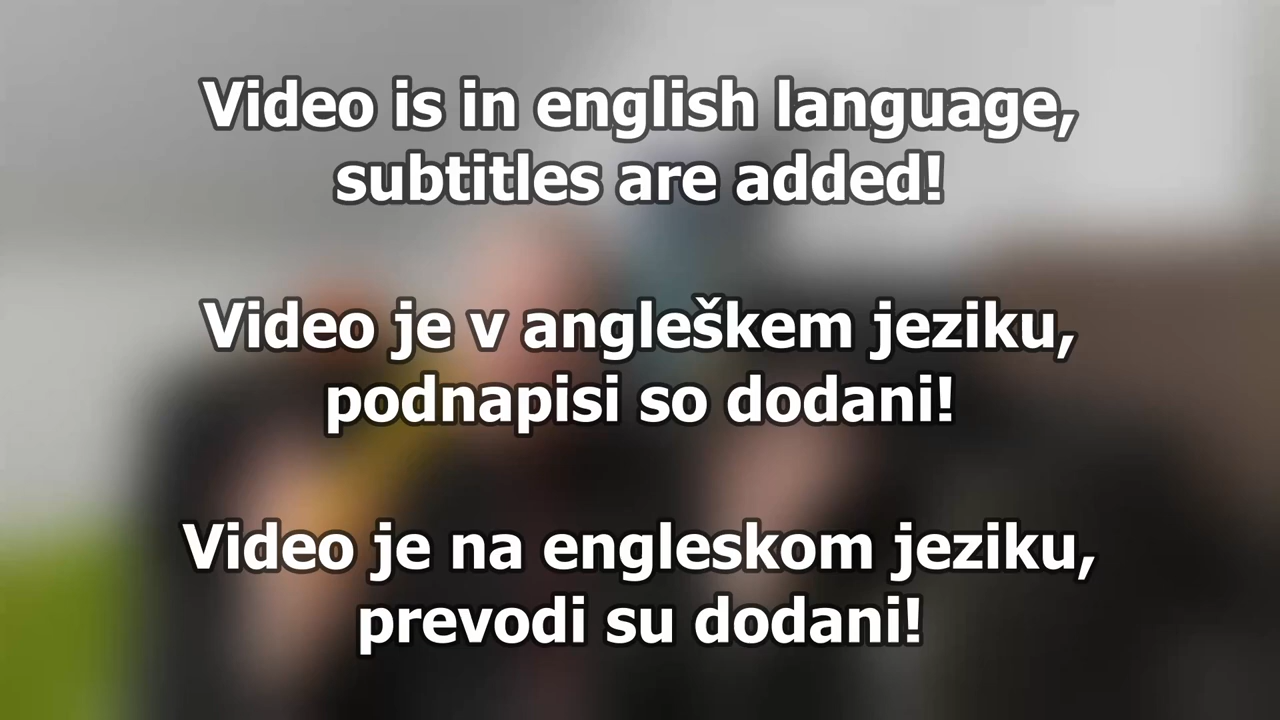 Video is in english language,
subtitles are added!
Video je v angleškem jeziku,
podnapisi so dodani!
Video je na engleskom jeziku,
prevodi su dodani!